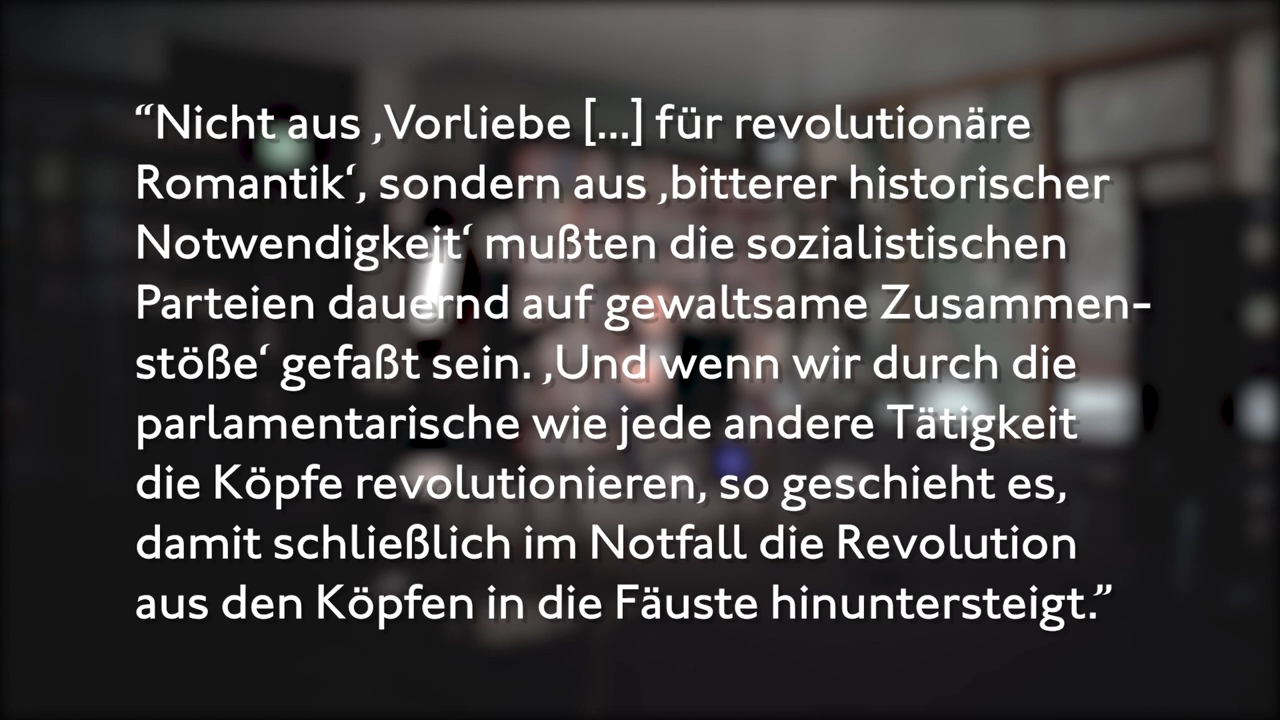 “Nicht aus ‚Vorliebe [...] für revolutionäre
Romantik‘, sondern aus ‚bitterer historischer
Notwendigkeit‘ mußten die sozialistischen
Parteien dauernd auf gewaltsame Zusammen-
stöße‘ gefaßt sein. ‚Und wenn wir durch die
parlamentarische wie jede andere Tätigkeit
die Köpfe revolutionieren, so geschieht es,
damit schließlich im Notfall die Revolution
aus den Köpfen in die Fäuste hinuntersteigt.”